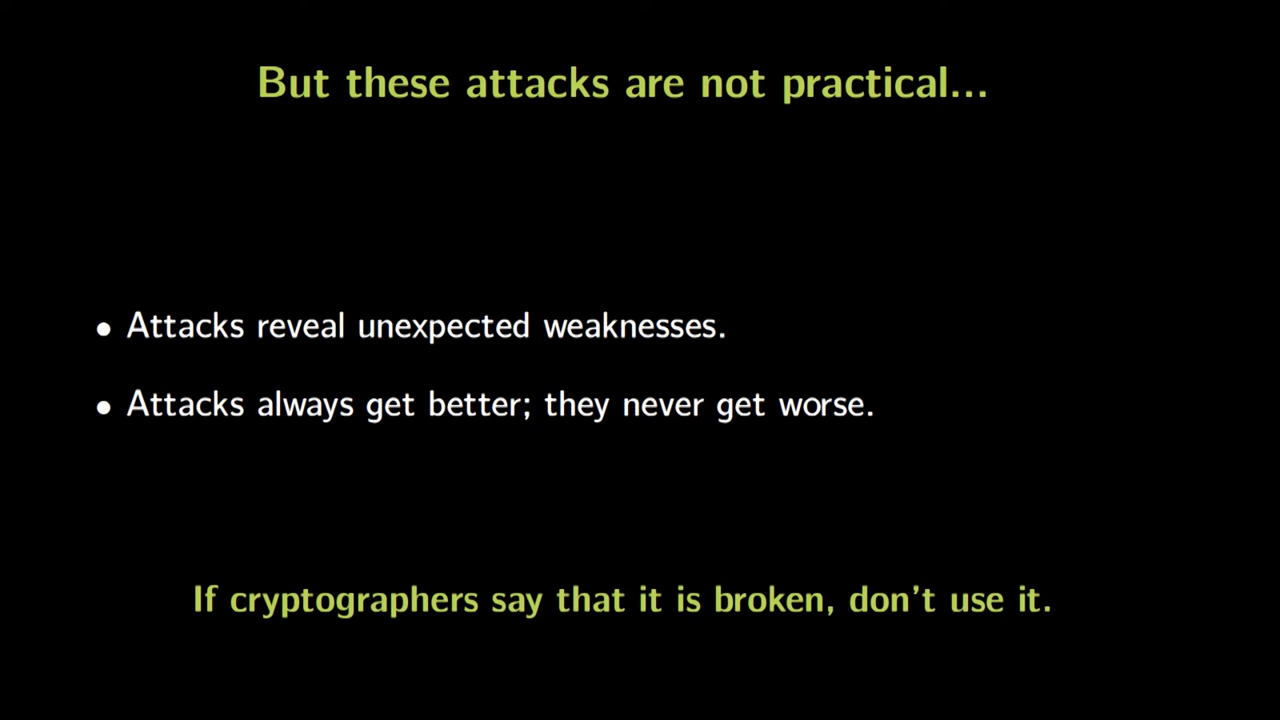 But these attacks are not practical...
• Attacks reveal unexpected weaknesses.
• Attacks always get better; they never get worse.
If cryptographers say that it is broken, don't use it.